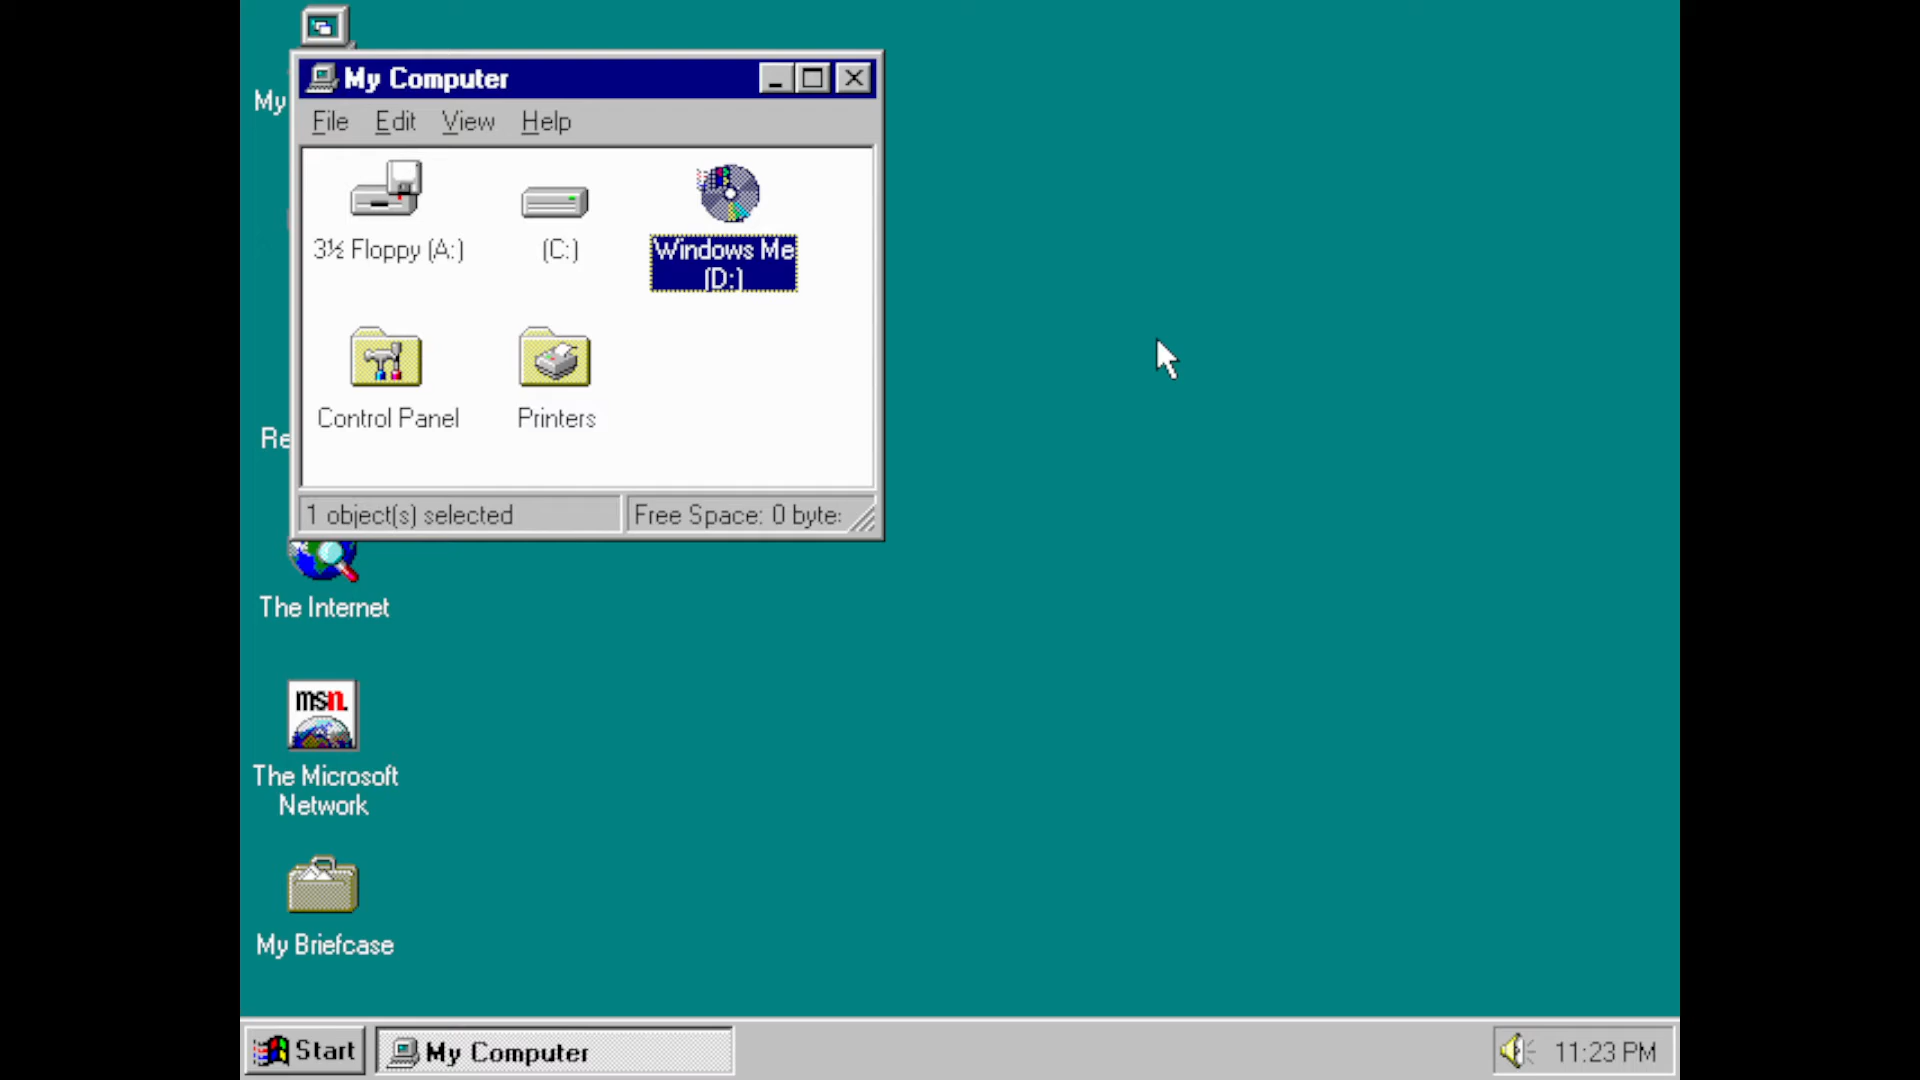 My Computer
File Edit View Help
3½ Floppy (A:)
(C:)
Windows Me
(D:)
Control Panel
Printers
1 object(s) selected
Free Space: 0 byte
My
Re
The Internet
msn.
The Microsoft
Network
My Briefcase
Start
My Computer
11:23 PM